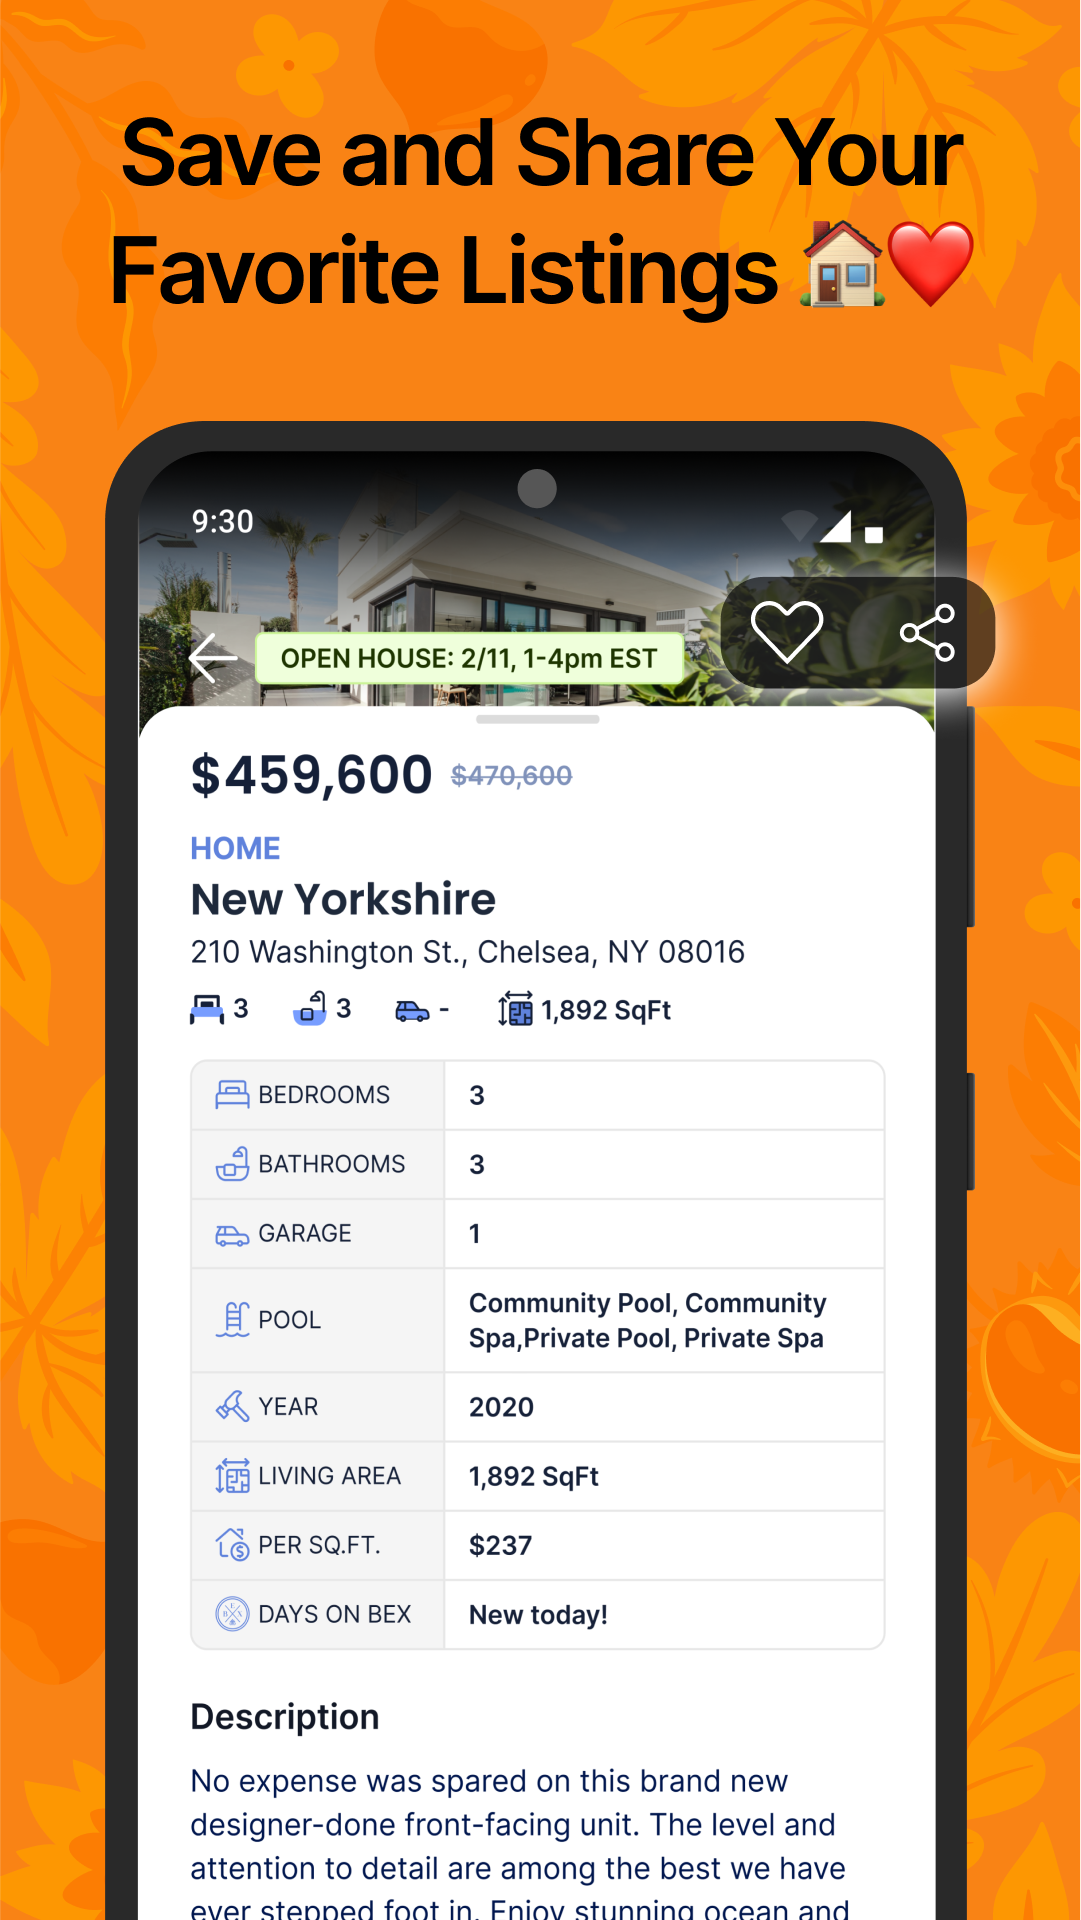 Save and Share Your
Favorite Listings 🏠❤️
9:30
OPEN HOUSE: 2/11, 1-4pm EST
$459,600 $470,600
HOME
New Yorkshire
210 Washington St., Chelsea, NY 08016
3 3 - 1,892 SqFt
BEDROOMS 3
BATHROOMS 3
GARAGE 1
POOL Community Pool, Community
Spa,Private Pool, Private Spa
YEAR 2020
LIVING AREA 1,892 SqFt
PER SQ.FT. $237
DAYS ON BEX New today!
Description
No expense was spared on this brand new
designer-done front-facing unit. The level and
attention to detail are among the best we have
ever stepped foot in. Enjoy stunning ocean and